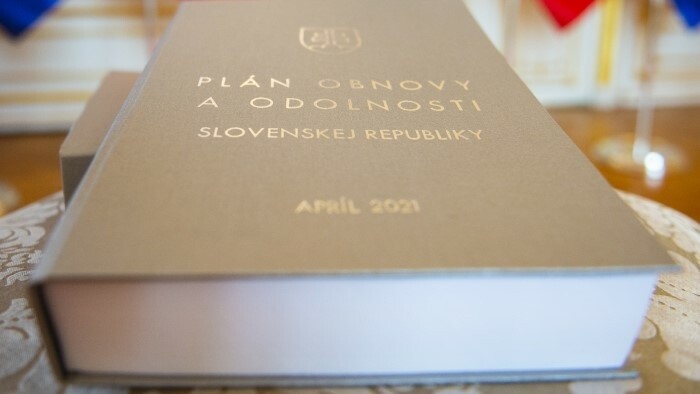 PLÁN OBNOVY
A ODOLNOSTI
SLOVENSKEJ REPUBLIKY
APRÍL 2021